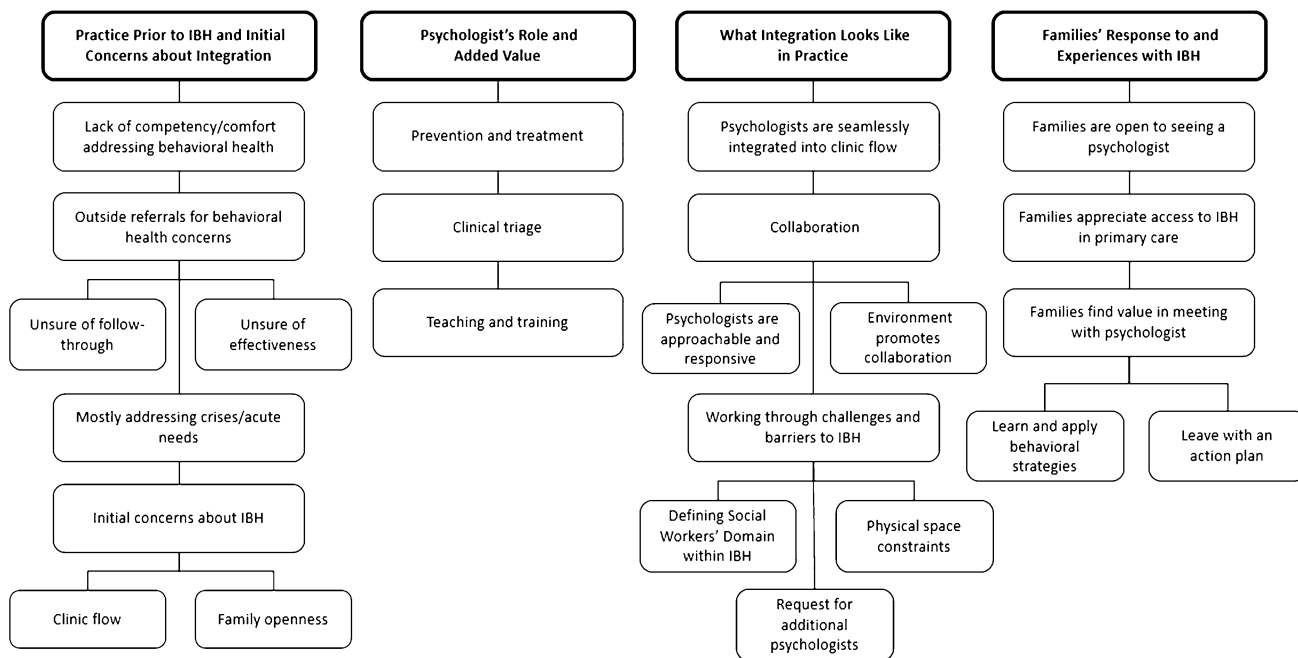 Practice Prior to IBH and Initial
Concerns about Integration
Lack of competency/comfort
addressing behavioral health
Outside referrals for behavioral
health concerns
Unsure of follow-
through
Unsure of
effectiveness
Mostly addressing crises/acute
needs
Initial concerns about IBH
Clinic flow
Family openness
Psychologist's Role and
Added Value
Prevention and treatment
Clinical triage
Teaching and training
What Integration Looks Like
in Practice
Psychologists are seamlessly
integrated into clinic flow
Collaboration
Psychologists are
approachable and
responsive
Environment
promotes
collaboration
Working through challenges and
barriers to IBH
Defining Social
Workers' Domain
within IBH
Physical space
constraints
Request for
additional
psychologists
Families' Response to and
Experiences with IBH
Families are open to seeing a
psychologist
Families appreciate access to IBH
in primary care
Families find value in meeting
with psychologist
Learn and apply
behavioral
strategies
Leave with an
action plan